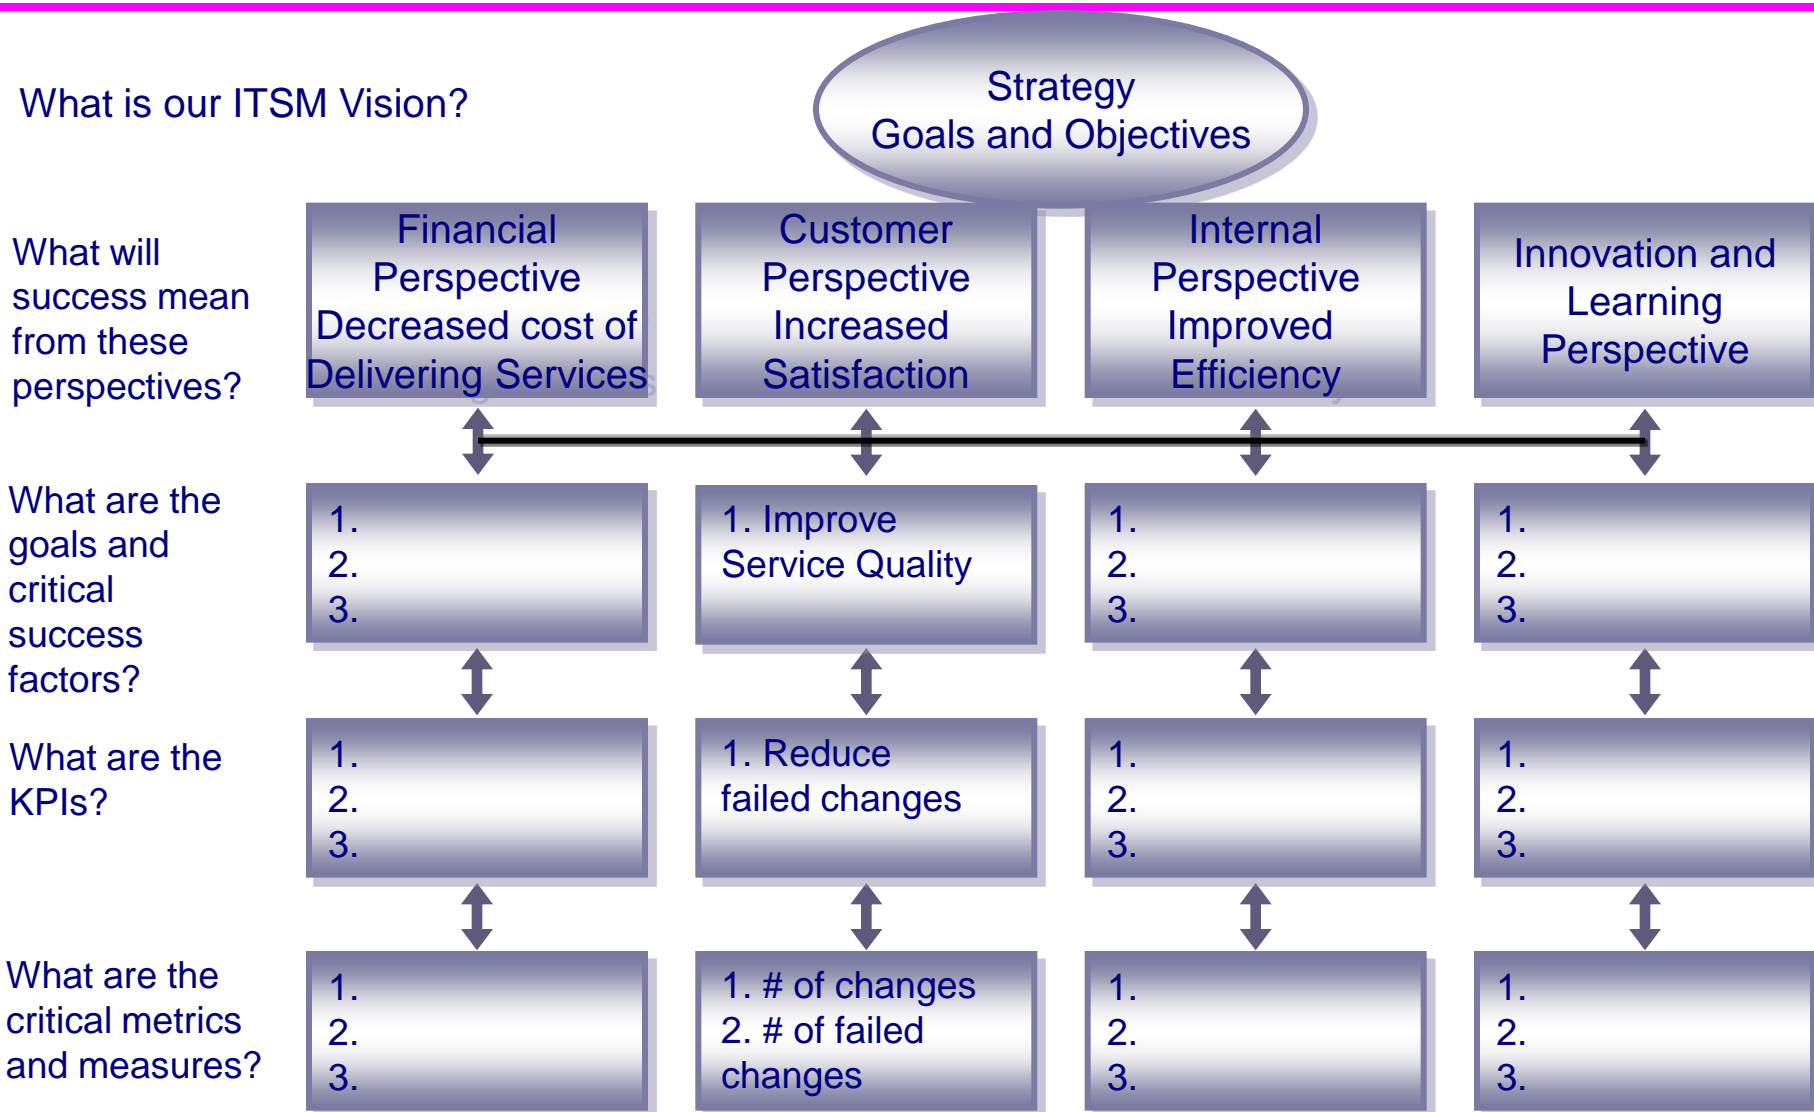 What is our ITSM Vision?
Strategy
Goals and Objectives
What will
success mean
from these
perspectives?
Financial
Perspective
Decreased cost of
Delivering Services
Customer
Perspective
Increased
Satisfaction
Internal
Perspective
Improved
Efficiency
Innovation and
Learning
Perspective
What are the
goals and
critical
success
factors?
1.
2.
3.
1. Improve
Service Quality
1.
2.
3.
1.
2.
3.
What are the
KPIs?
1.
2.
3.
1. Reduce
failed changes
1.
2.
3.
1.
2.
3.
What are the
critical metrics
and measures?
1.
2.
3.
1. # of changes
2. # of failed
changes
1.
2.
3.
1.
2.
3.